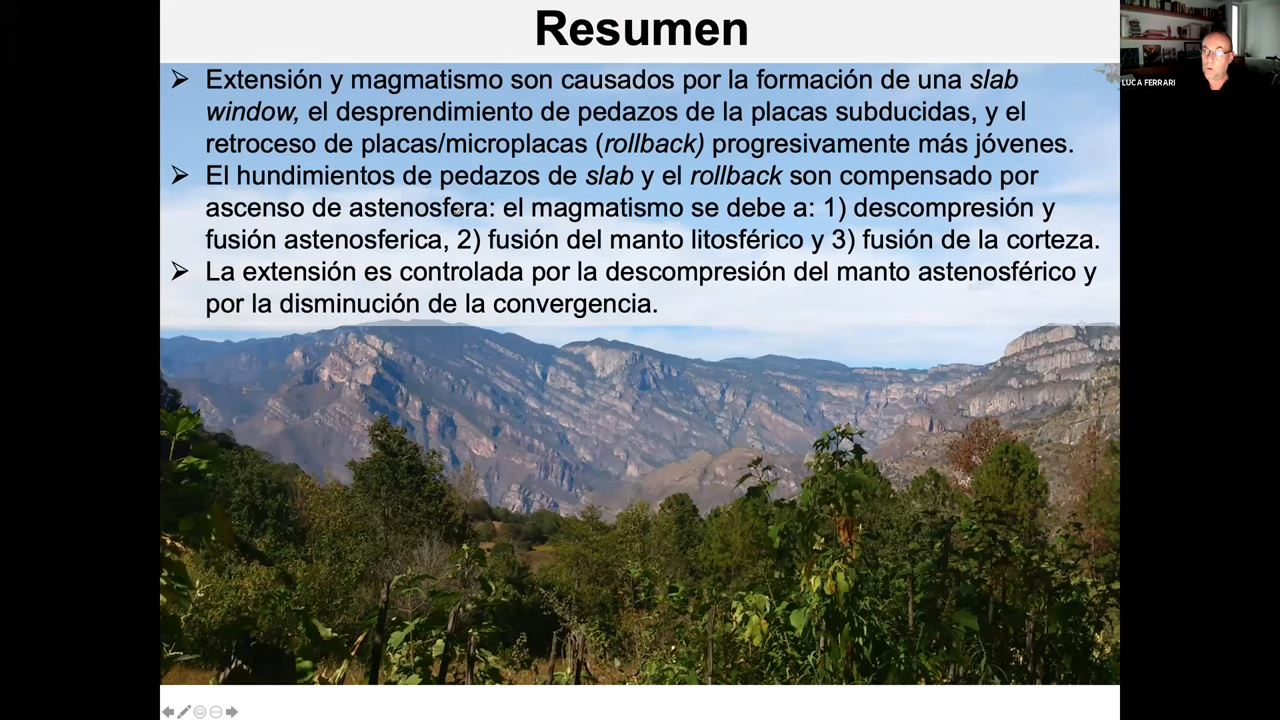 Resumen
➢ Extensión y magmatismo son causados por la formación de una slab
window, el desprendimiento de pedazos de la placas subducidas, y el
retroceso de placas/microplacas (rollback) progresivamente más jóvenes.
➢ El hundimientos de pedazos de slab y el rollback son compensado por
ascenso de astenosfera: el magmatismo se debe a: 1) descompresión y
fusión astenosferica, 2) fusión del manto litosférico y 3) fusión de la corteza.
➢ La extensión es controlada por la descompresión del manto astenosférico y
por la disminución de la convergencia.
LUCA FERRARI